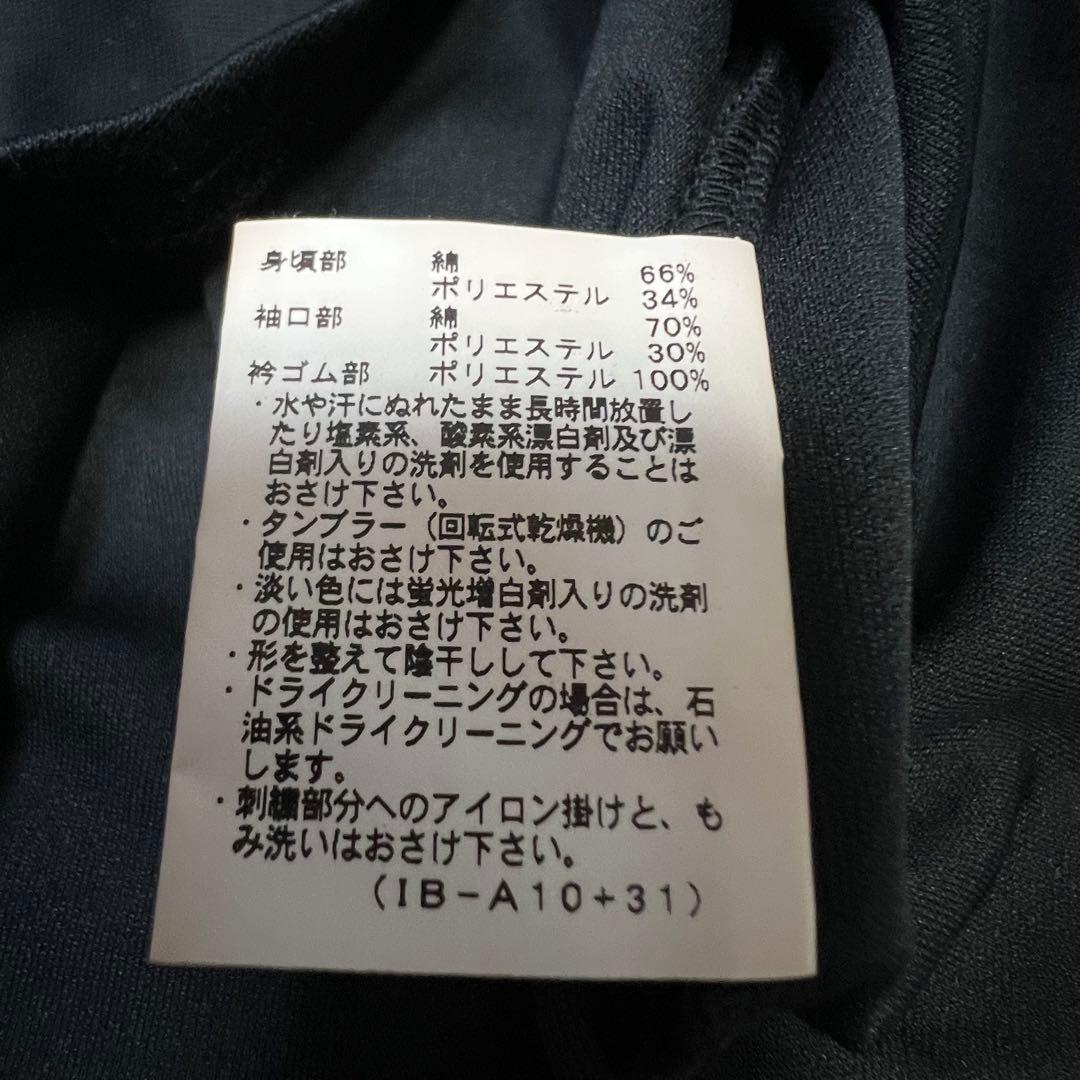 身頃部 綿 66%
ポリエステル 34%
袖口部 綿 70%
ポリエステル 30%
衿ゴム部 ポリエステル 100%
・水や汗にぬれたまま長時間放置し
たり塩素系、酸素系漂白剤及び漂
白剤入りの洗剤を使用することは
おさけ下さい。
・タンブラー(回転式乾燥機)のご
使用はおさけ下さい。
・淡い色には蛍光増白剤入りの洗剤
の使用はおさけ下さい。
・形を整えて陰干しして下さい。
・ドライクリーニングの場合は、石
油系ドライクリーニングでお願い
します。
・刺繍部分へのアイロン掛けと、も
み洗いはおさけ下さい。
(IB-A10+31)